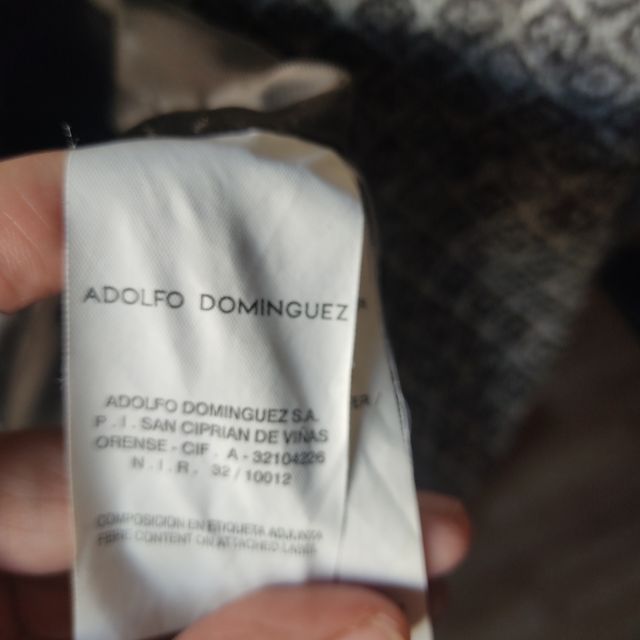 ADOLFO DOMINGUEZ
ADOLFO DOMINGUEZ S.A.
P.I. SAN CIPRIAN DE VIÑAS
ORENSE - CIF. A - 32104226
N.I.R. 32/10012
COMPOSICION EN ETIQUETA ADJUNTA
FIBRE CONTENT ON ATTACHED LABEL